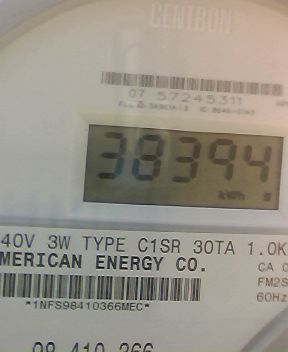 CENTRON
07 57245311
38394
kWh
40V 3W TYPE C1SR 30TA 1.0K
MERICAN ENERGY CO.
CA 0
FM2S
*1NFS98410366MEC*
60Hz
98 410 366